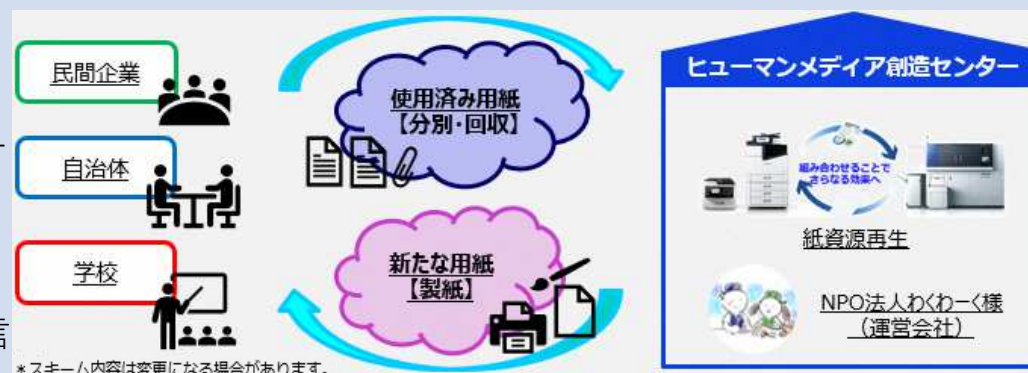 民間企業
自治体
学校
使用済み用紙
【分別・回収】
新たな用紙
【製紙】
ヒューマンメディア創造センター
組み合わせることで
さらなる効果へ
紙資源再生
NPO法人わくわーく様
（運営会社）
言
*スキーム内容は変更になる場合があります。